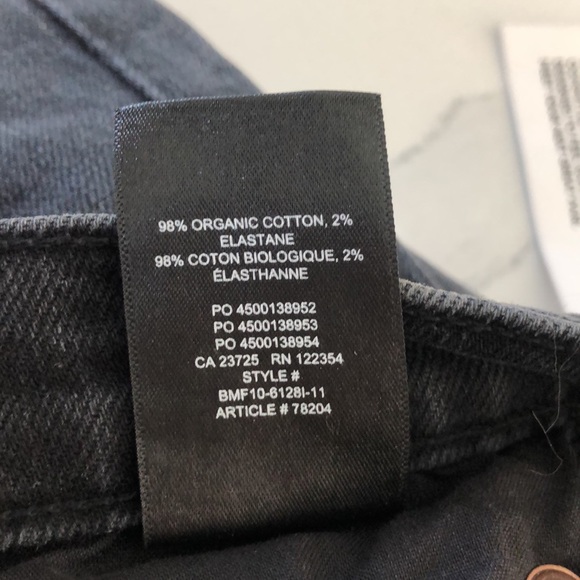 98% ORGANIC COTTON, 2%
ELASTANE
98% COTON BIOLOGIQUE, 2%
ÉLASTHANNE
PO 4500138952
PO 4500138953
PO 4500138954
CA 23725 RN 122354
STYLE #
BMF10-6128I-11
ARTICLE # 78204